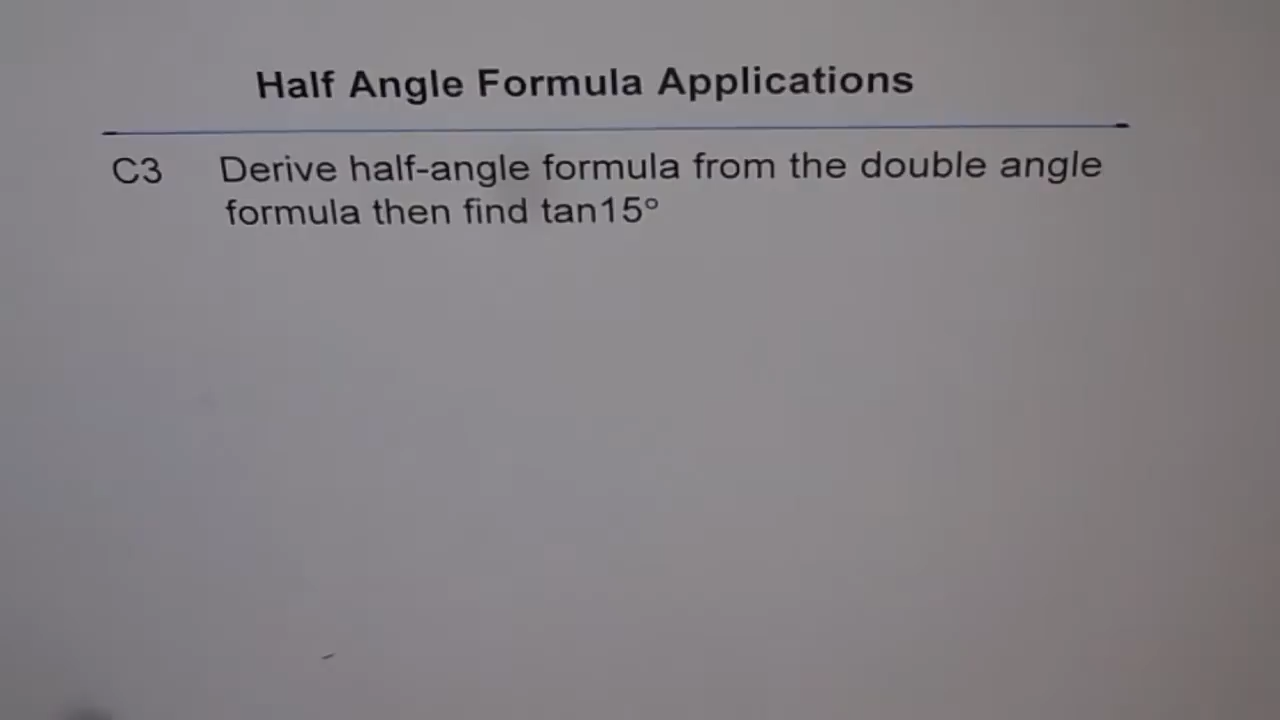 Half Angle Formula Applications
C3 Derive half-angle formula from the double angle
formula then find tan15°